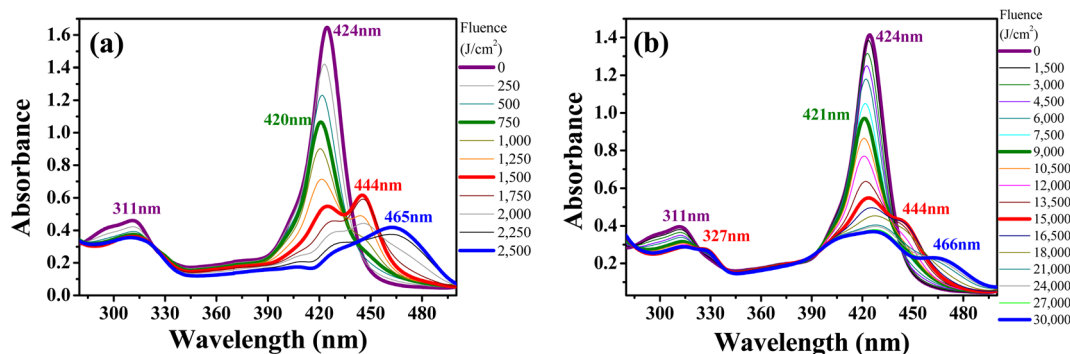 (a)
424nm
420nm
444nm
465nm
311nm
Absorbance
1.6
1.4
1.2
1.0
0.8
0.6
0.4
0.2
0.0
300 330 360 390 420 450 480
Wavelength (nm)
Fluence
(J/cm²)
0
250
500
750
1,000
1,250
1,500
1,750
2,000
2,250
2,500
(b)
424nm
421nm
444nm
466nm
311nm
327nm
Absorbance
1.4
1.2
1.0
0.8
0.6
0.4
0.2
300 330 360 390 420 450 480
Wavelength (nm)
Fluence
(J/cm²)
0
1,500
3,000
4,500
6,000
7,500
9,000
10,500
12,000
13,500
15,000
16,500
18,000
21,000
24,000
27,000
30,000